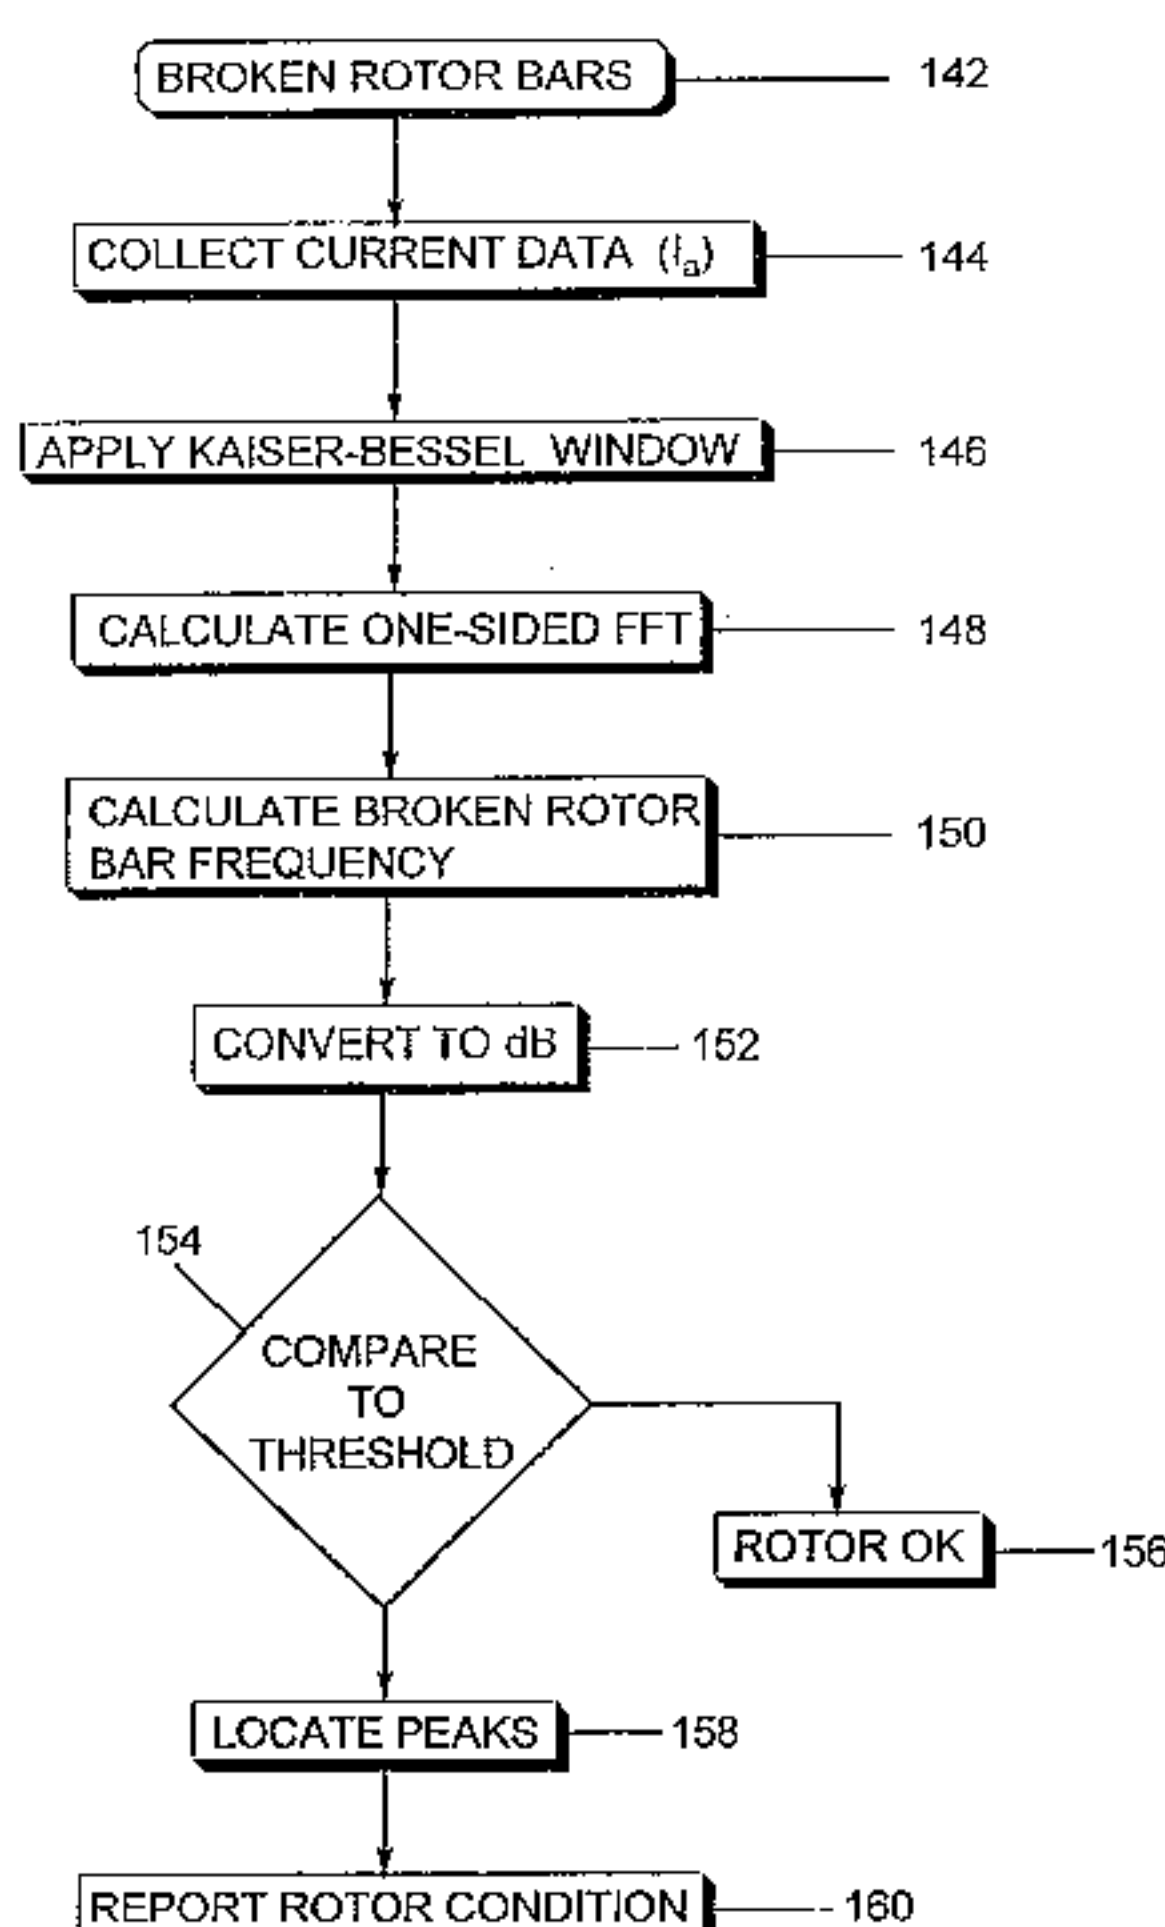 BROKEN ROTOR BARS
142
COLLECT CURRENT DATA (Ia)
144
APPLY KAISER-BESSEL WINDOW
146
CALCULATE ONE-SIDED FFT
148
CALCULATE BROKEN ROTOR
BAR FREQUENCY
150
CONVERT TO dB
152
154
COMPARE
TO
THRESHOLD
ROTOR OK
156
LOCATE PEAKS
158
REPORT ROTOR CONDITION
160